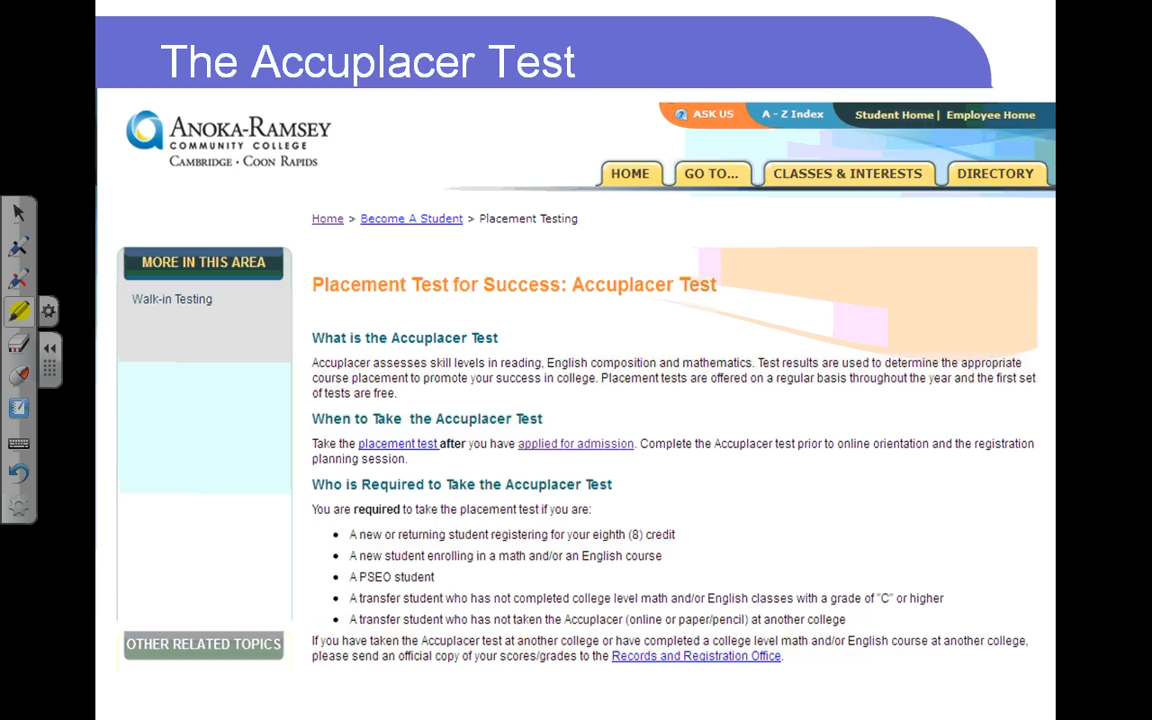 The Accuplacer Test
ASK US
A - Z Index
Student Home | Employee Home
ANOKA-RAMSEY
COMMUNITY COLLEGE
CAMBRIDGE • COON RAPIDS
HOME
GO TO...
CLASSES & INTERESTS
DIRECTORY
Home > Become A Student > Placement Testing
MORE IN THIS AREA
Walk-in Testing
Placement Test for Success: Accuplacer Test
What is the Accuplacer Test
Accuplacer assesses skill levels in reading, English composition and mathematics. Test results are used to determine the appropriate
course placement to promote your success in college. Placement tests are offered on a regular basis throughout the year and the first set
of tests are free.
When to Take the Accuplacer Test
Take the placement test after you have applied for admission. Complete the Accuplacer test prior to online orientation and the registration
planning session.
Who is Required to Take the Accuplacer Test
You are required to take the placement test if you are:
• A new or returning student registering for your eighth (8) credit
• A new student enrolling in a math and/or an English course
• A PSEO student
• A transfer student who has not completed college level math and/or English classes with a grade of "C" or higher
• A transfer student who has not taken the Accuplacer (online or paper/pencil) at another college
If you have taken the Accuplacer test at another college or have completed a college level math and/or English course at another college,
please send an official copy of your scores/grades to the Records and Registration Office.
OTHER RELATED TOPICS